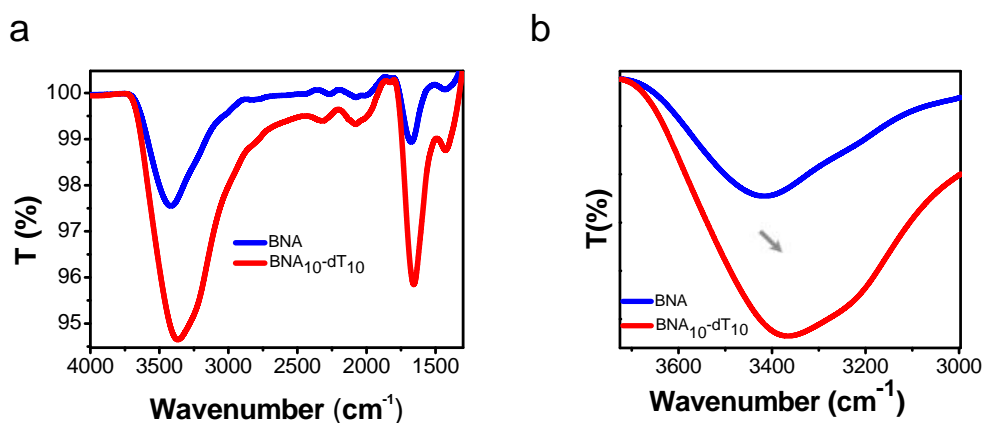 a
100
99
98
97
96
95
T (%)
BNA
BNA10-dT10
4000 3500 3000 2500 2000 1500
Wavenumber (cm-1)
b
T(%)
BNA
BNA10-dT10
3600 3400 3200 3000
Wavenumber (cm-1)